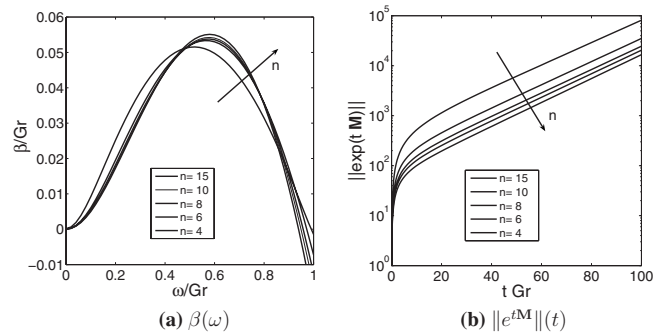 0.06
0.05
0.04
0.03
0.02
0.01
0
-0.01
β/Gr
n
n= 15
n= 10
n= 8
n= 6
n= 4
0 0.2 0.4 0.6 0.8 1
ω/Gr
(a) β(ω)
10^5
10^4
10^3
10^2
10^1
10^0
||exp(t M)||
n
n= 15
n= 10
n= 8
n= 6
n= 4
0 20 40 60 80 100
t Gr
(b) ‖e^{tM}‖(t)